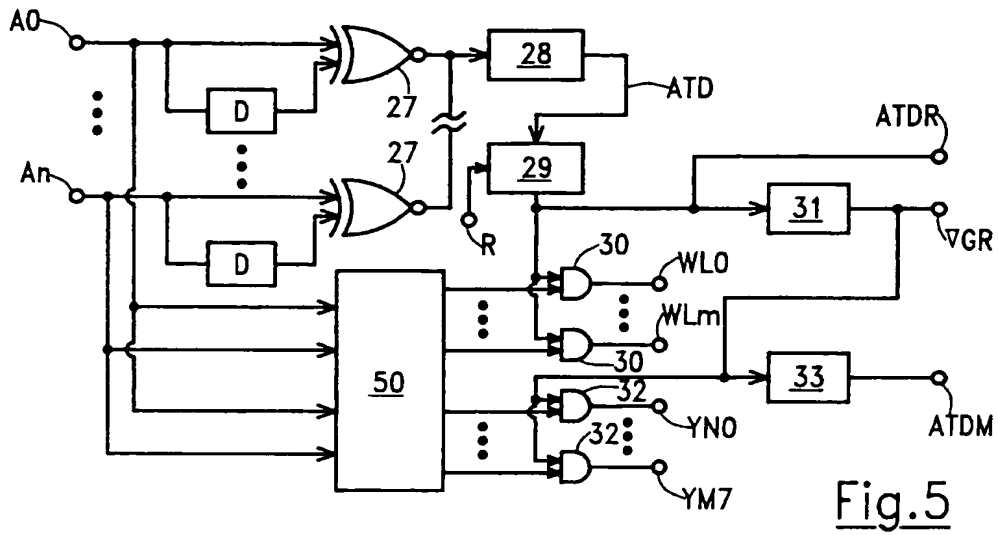 A0
27
28
ATD
ATDR
D
An
27
29
R
31
∇GR
D
30
WL0
WLm
30
50
32
YN0
33
ATDM
32
YM7
Fig.5